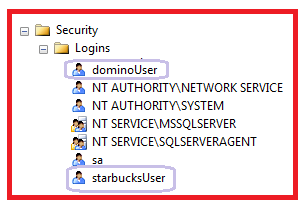 Security
Logins
dominoUser
NT AUTHORITY\NETWORK SERVICE
NT AUTHORITY\SYSTEM
NT SERVICE\MSSQLSERVER
NT SERVICE\SQLSERVERAGENT
sa
starbucksUser